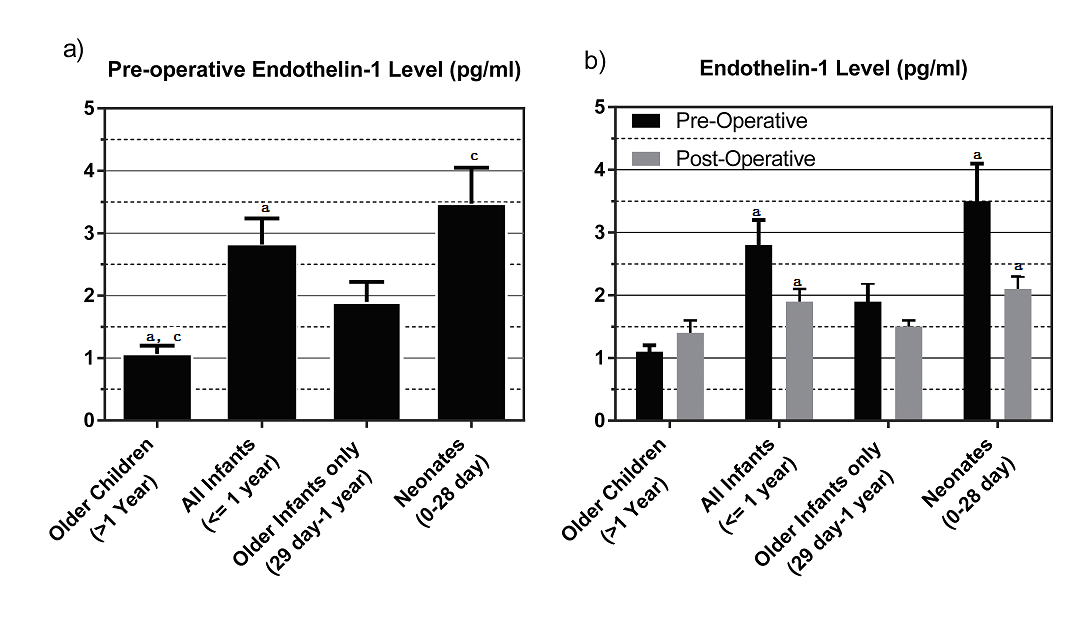 a)
Pre-operative Endothelin-1 Level (pg/ml)
5
4
3
2
1
0
a, c
a
c
Older Children
(>1 Year)
All Infants
(<= 1 year)
Older Infants only
(29 day-1 year)
Neonates
(0-28 day)
b)
Endothelin-1 Level (pg/ml)
Pre-Operative
Post-Operative
5
4
3
2
1
0
a
a
a
a
Older Children
(>1 Year)
All Infants
(<= 1 year)
Older Infants only
(29 day-1 year)
Neonates
(0-28 day)